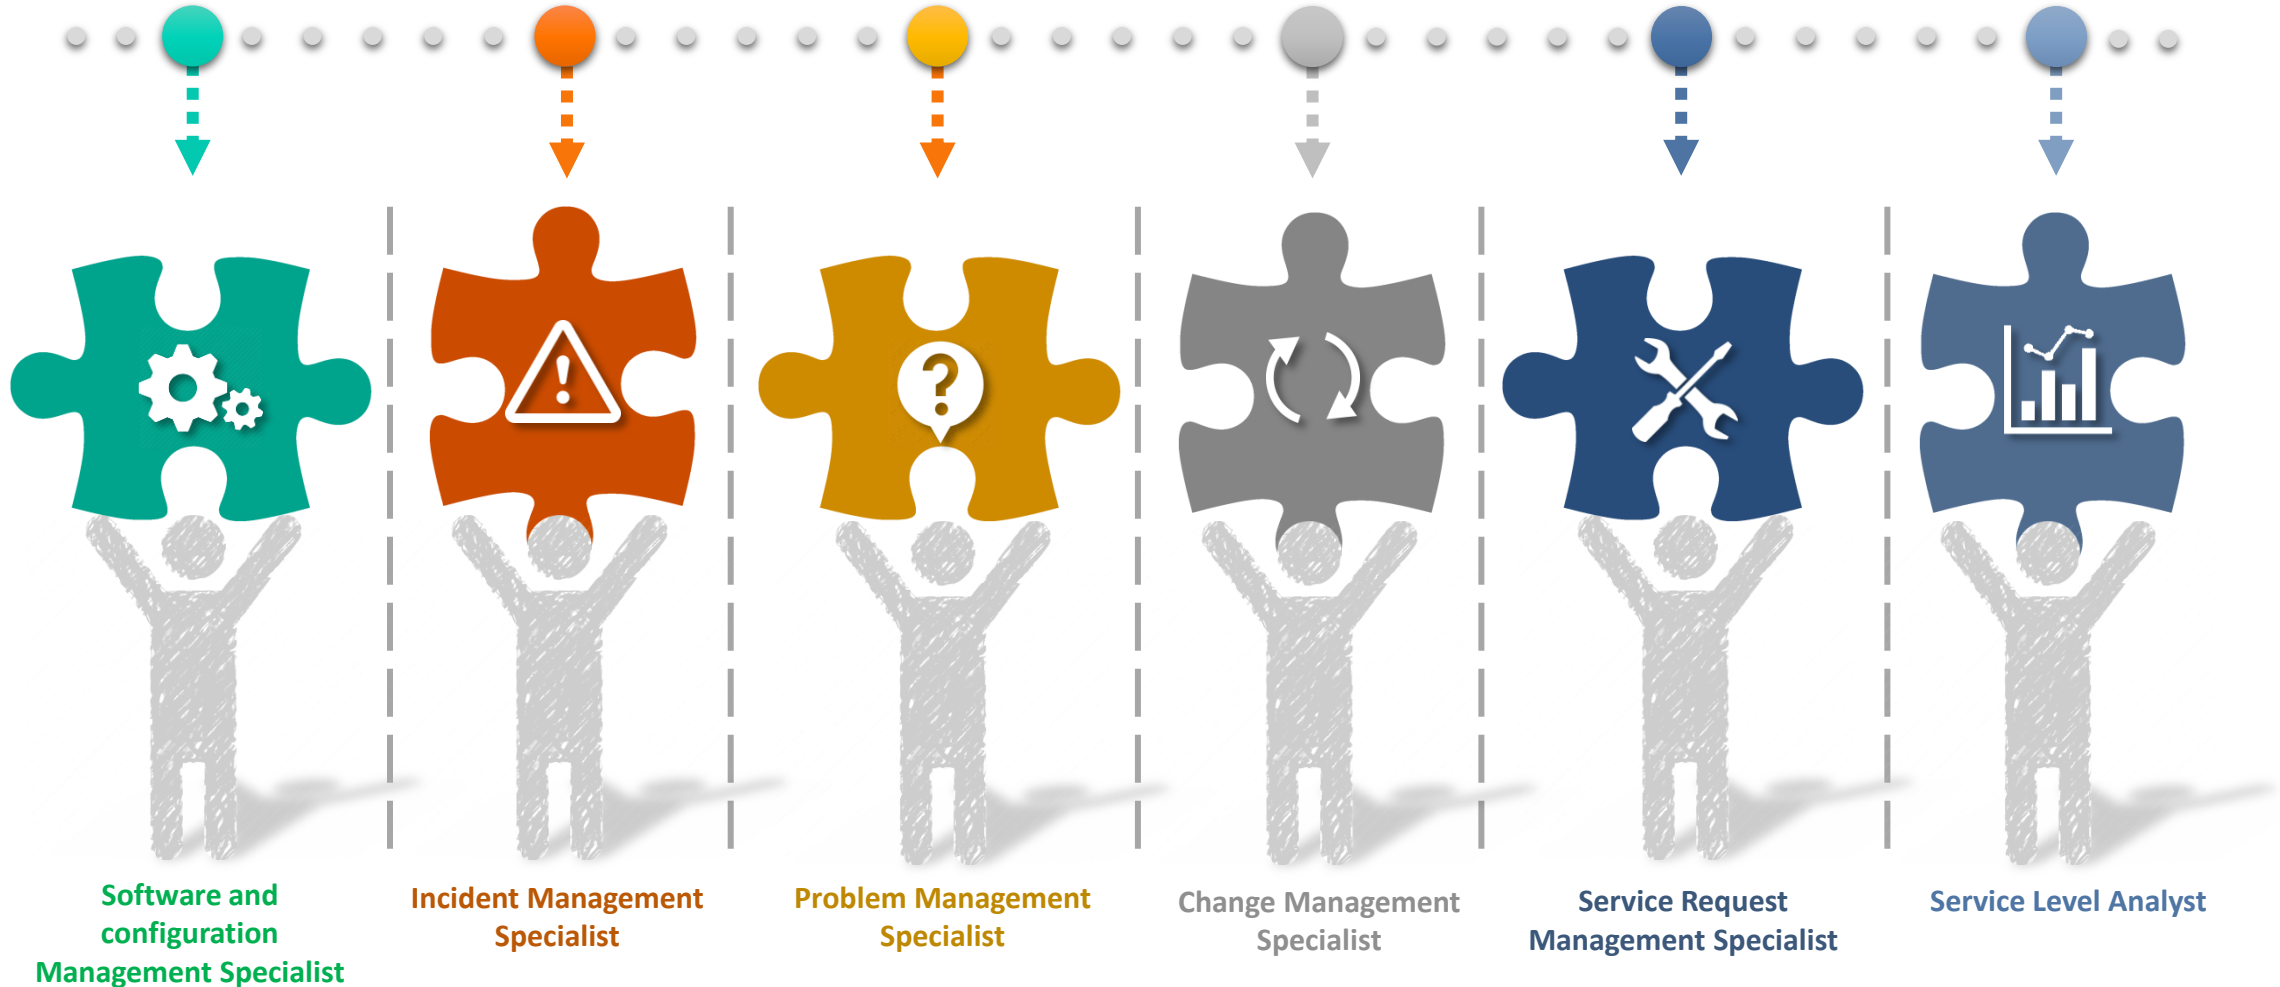 Software and
configuration
Management Specialist
Incident Management
Specialist
Problem Management
Specialist
Change Management
Specialist
Service Request
Management Specialist
Service Level Analyst